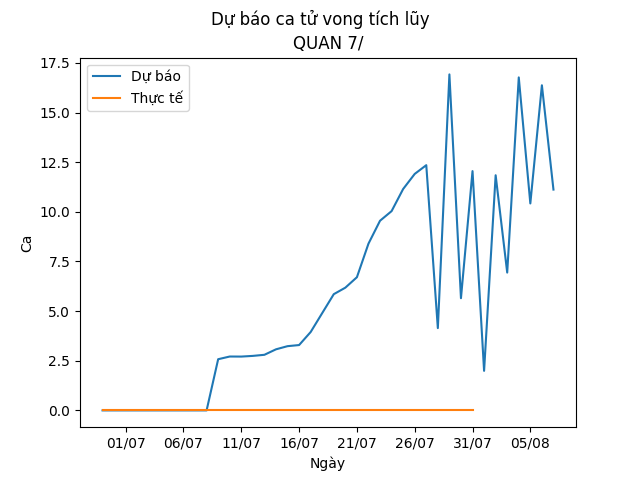 Dự báo ca tử vong tích lũy
QUAN 7/
Dự báo
Thực tế
17.5
15.0
12.5
10.0
7.5
5.0
2.5
0.0
Ca
01/07 06/07 11/07 16/07 21/07 26/07 31/07 05/08
Ngày